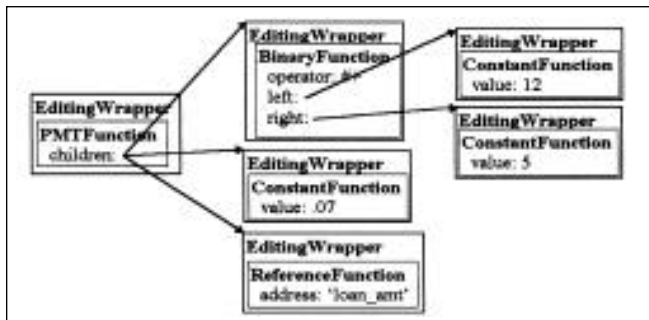 EditingWrapper
PMTFunction
children:
EditingWrapper
BinaryFunction
operator
left:
right:
EditingWrapper
ConstantFunction
value: .07
EditingWrapper
ReferenceFunction
address: 'loan_amt'
EditingWrapper
ConstantFunction
value: 12
EditingWrapper
ConstantFunction
value: 5